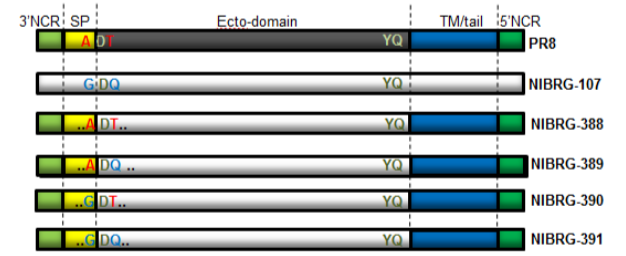 3'NCR SP Ecto-domain TM/tail 5'NCR
A DT YQ PR8
G DQ YQ NIBRG-107
..A DT.. YQ NIBRG-388
..A DQ .. YQ NIBRG-389
..G DT.. YQ NIBRG-390
..G DQ.. YQ NIBRG-391